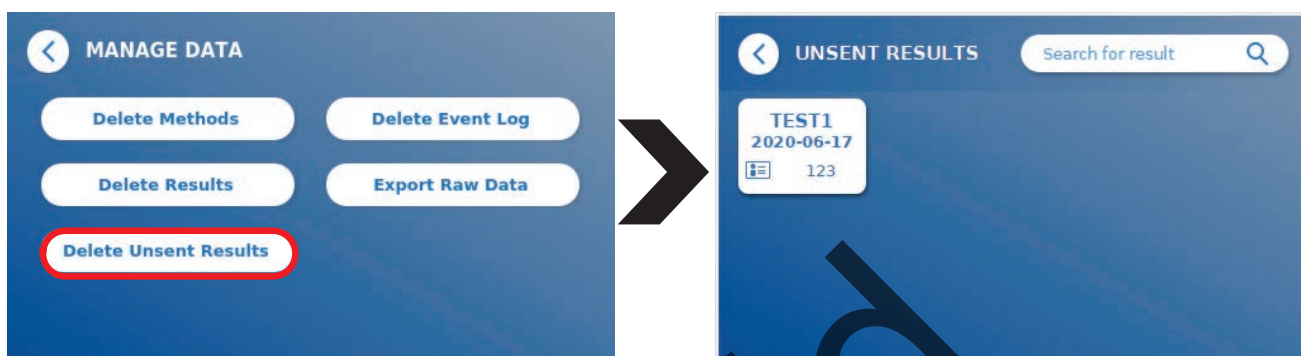 MANAGE DATA
Delete Methods
Delete Event Log
Delete Results
Export Raw Data
Delete Unsent Results
UNSENT RESULTS
Search for result
TEST1
2020-06-17
123